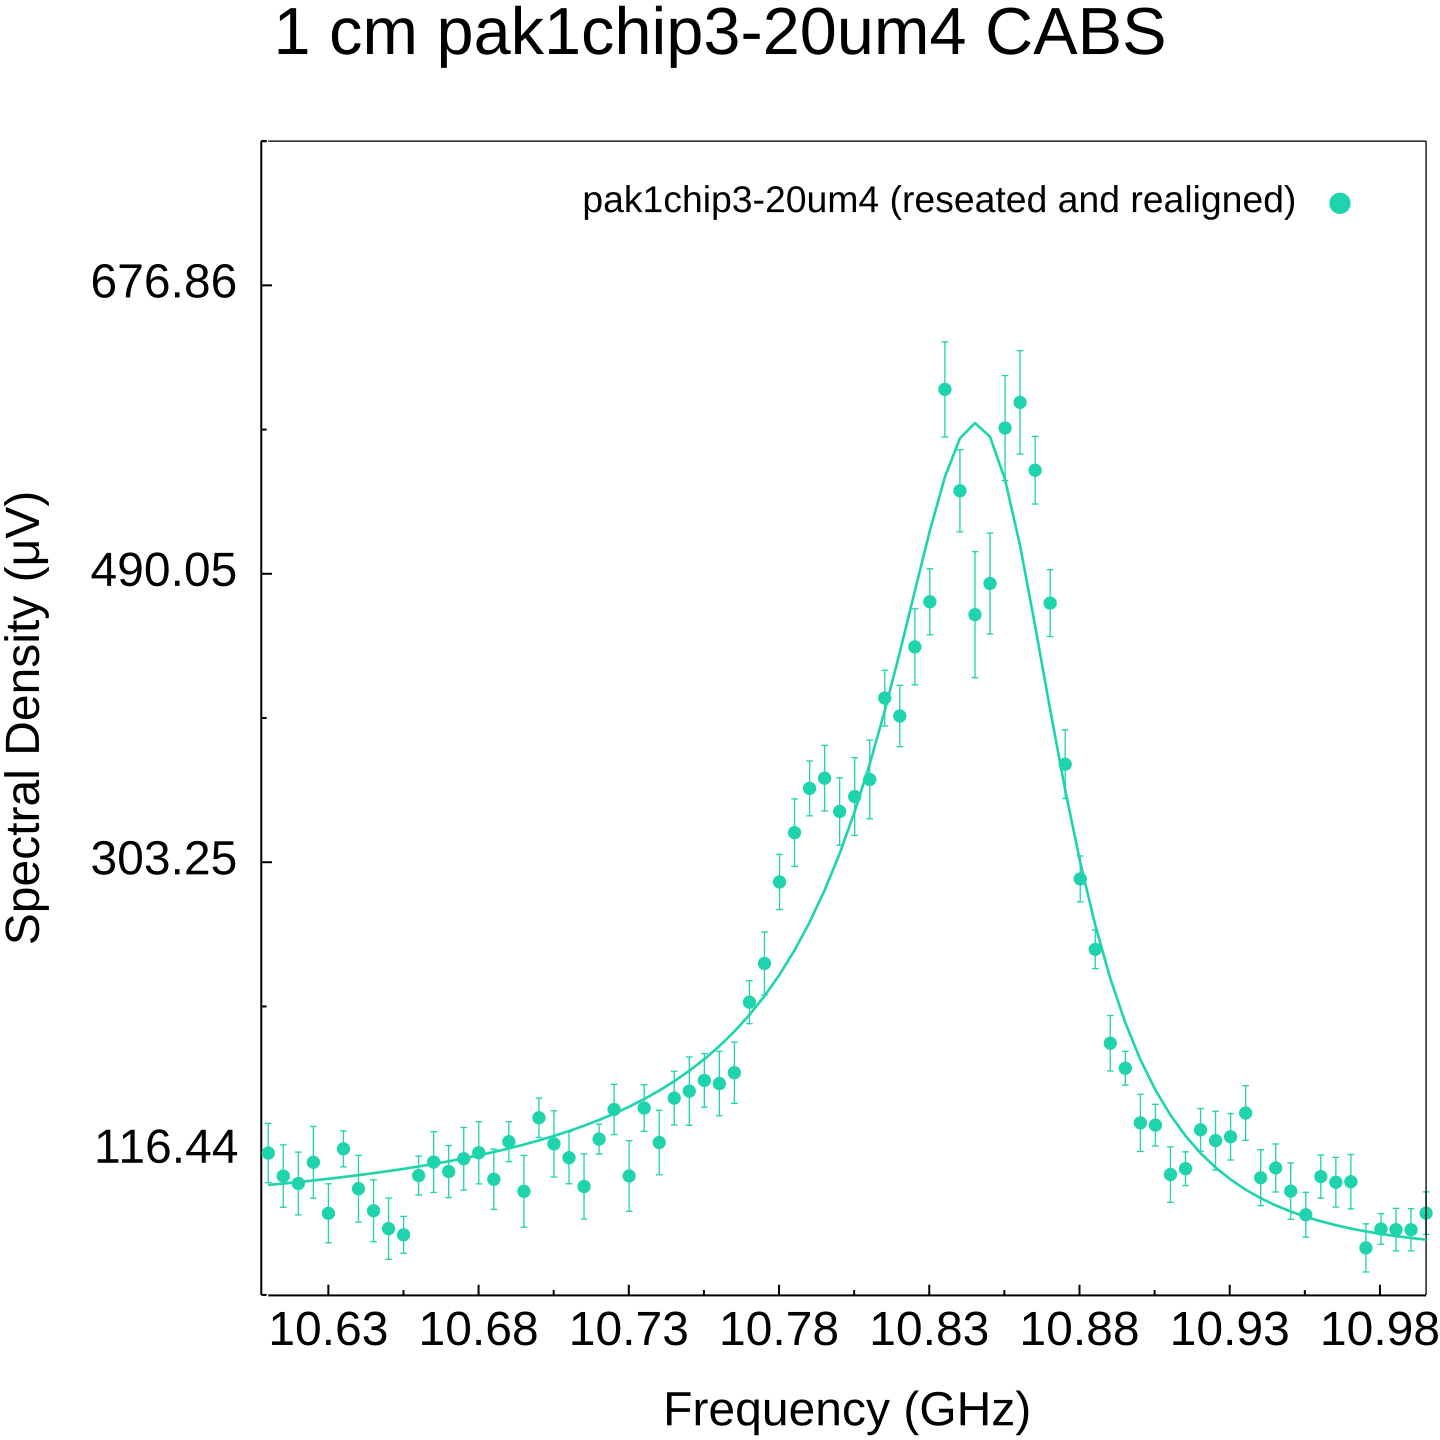 1 cm pak1chip3-20um4 CABS
pak1chip3-20um4 (reseated and realigned)
676.86
490.05
303.25
116.44
Spectral Density (μV)
10.63 10.68 10.73 10.78 10.83 10.88 10.93 10.98
Frequency (GHz)